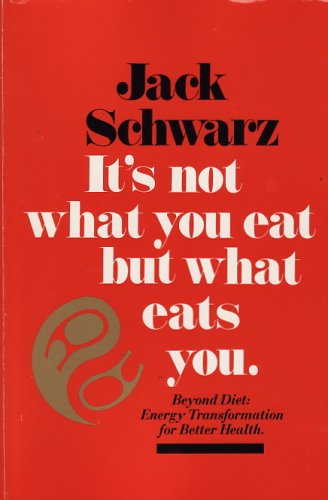 Jack
Schwarz
It's not
what you eat
but what
eats
you.
Beyond Diet:
Energy Transformation
for Better Health.